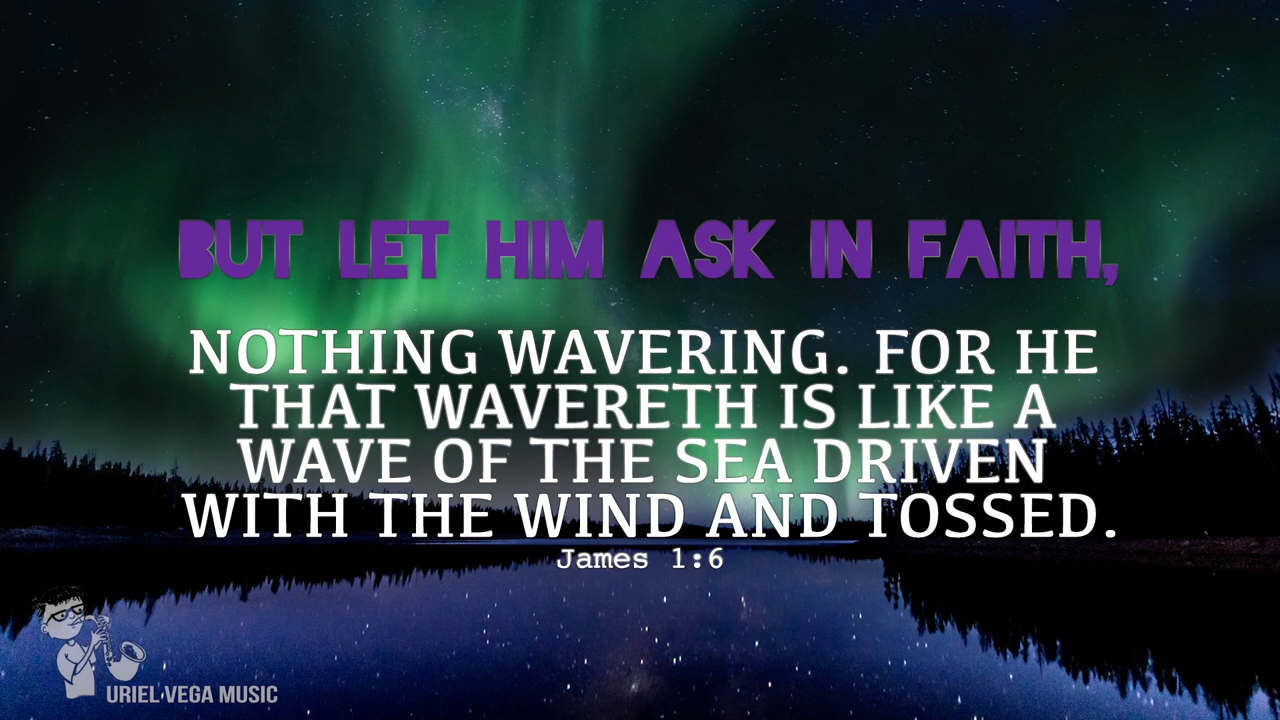 BUT LET HIM ASK IN FAITH,
NOTHING WAVERING. FOR HE
THAT WAVERETH IS LIKE A
WAVE OF THE SEA DRIVEN
WITH THE WIND AND TOSSED.
James 1:6
URIEL VEGA MUSIC